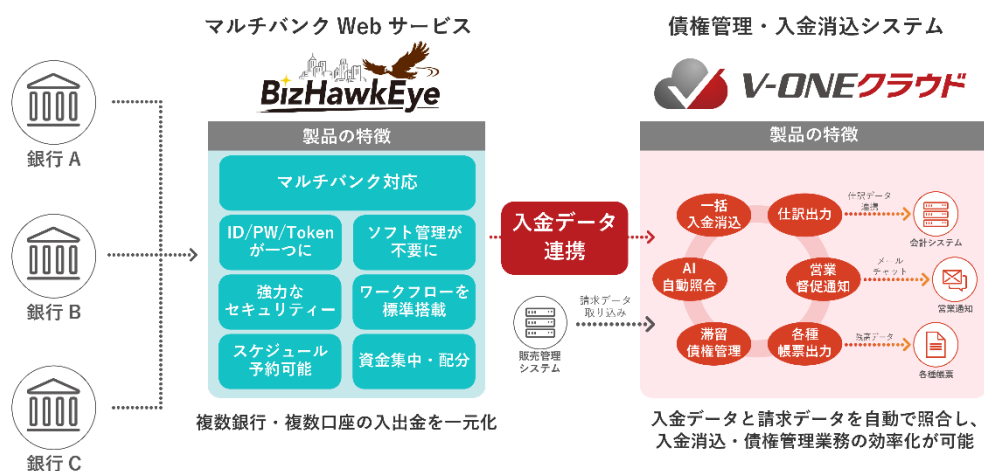 マルチバンク Web サービス
BizHawkEye
製品の特徴
マルチバンク対応
ID/PW/Token
が一つに
ソフト管理が
不要に
強力な
セキュリティー
ワークフローを
標準搭載
スケジュール
予約可能
資金集中・配分
複数銀行・複数口座の入出金を一元化
銀行 A
銀行 B
銀行 C
入金データ
連携
請求データ
取り込み
販売管理
システム
債権管理・入金消込システム
V-ONEクラウド
製品の特徴
一括
入金消込
仕訳出力
AI
自動照合
営業
督促通知
滞留
債権管理
各種
帳票出力
仕訳データ
連携
会計システム
メール
チャット
営業通知
各種帳票
入金データと請求データを自動で照合し、
入金消込・債権管理業務の効率化が可能